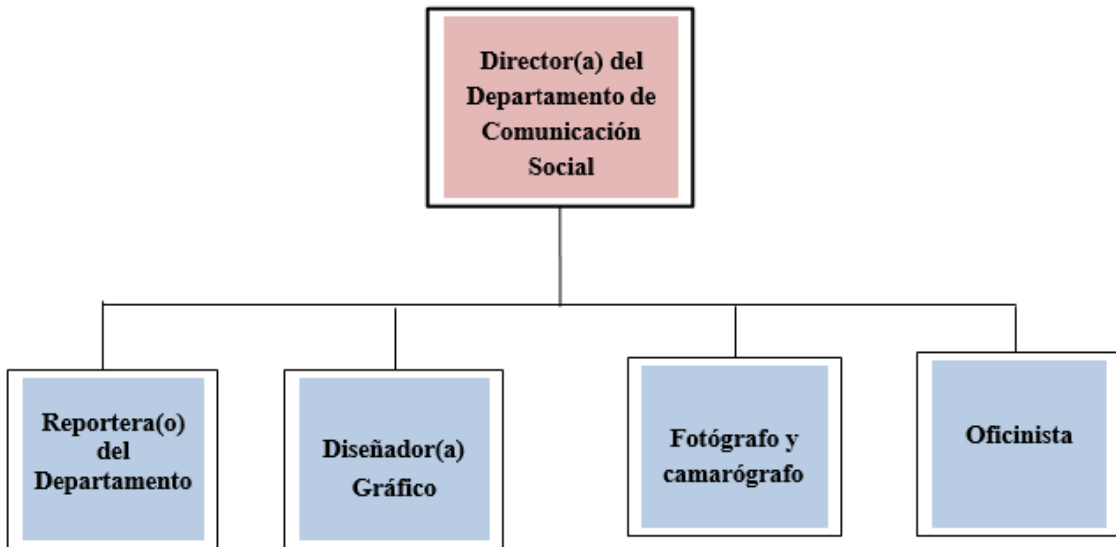 Director(a) del
Departamento de
Comunicación
Social
Reportera(o)
del
Departamento
Diseñador(a)
Gráfico
Fotógrafo y
camarógrafo
Oficinista